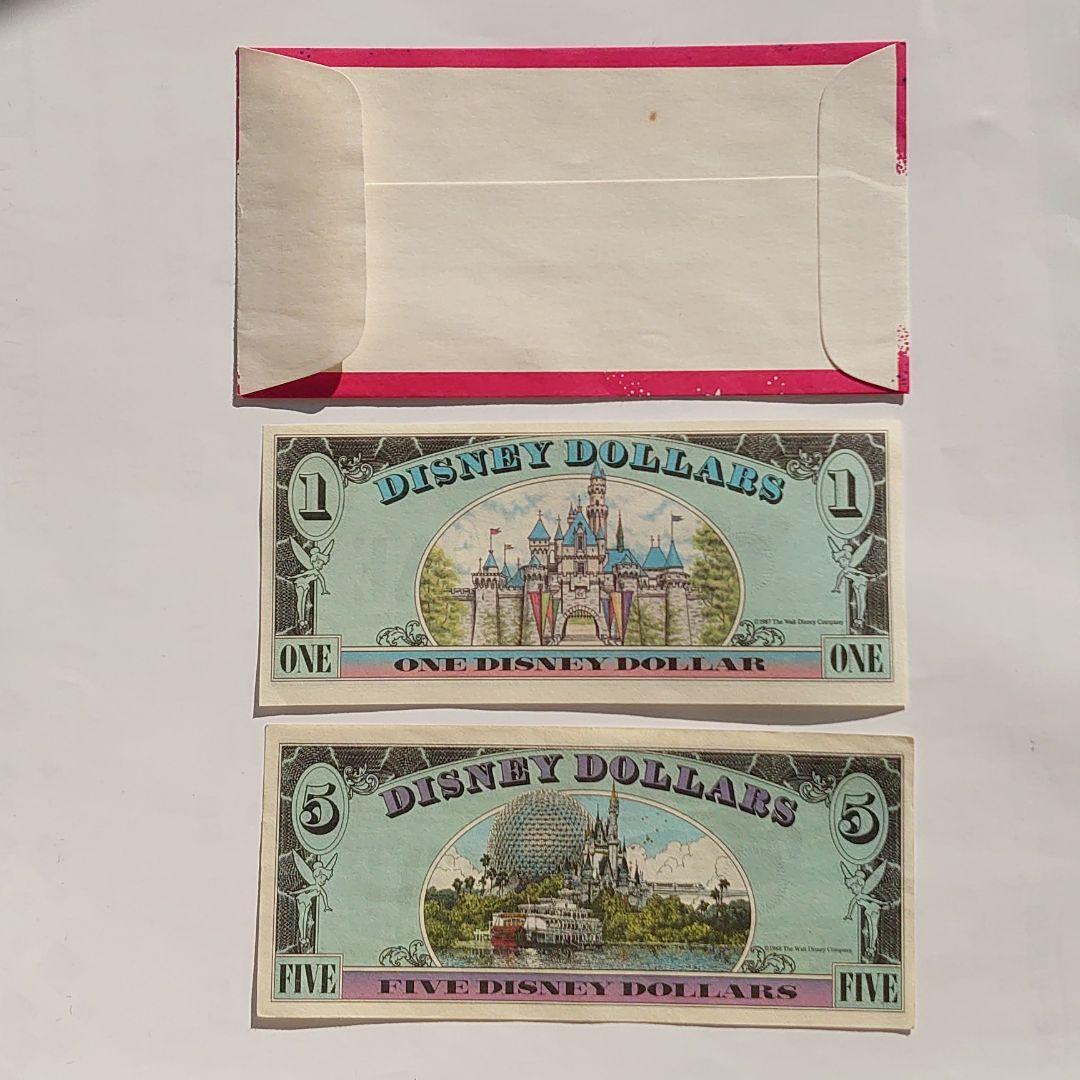 DISNEY DOLLARS
1 1
©1987 The Walt Disney Company
ONE ONE DISNEY DOLLAR ONE
DISNEY DOLLARS
5 5
©1988 The Walt Disney Company
FIVE FIVE DISNEY DOLLARS FIVE